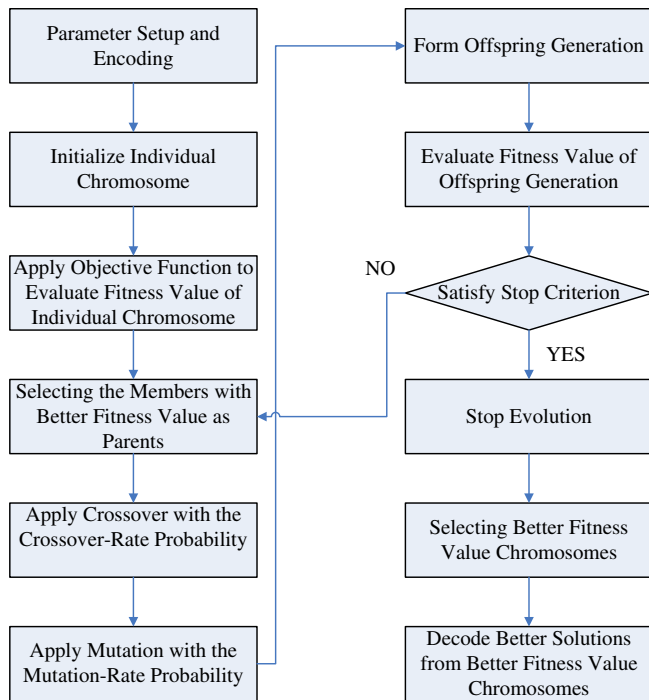 Parameter Setup and
Encoding
Initialize Individual
Chromosome
Apply Objective Function to
Evaluate Fitness Value of
Individual Chromosome
Selecting the Members with
Better Fitness Value as
Parents
Apply Crossover with the
Crossover-Rate Probability
Apply Mutation with the
Mutation-Rate Probability
Form Offspring Generation
Evaluate Fitness Value of
Offspring Generation
NO
Satisfy Stop Criterion
YES
Stop Evolution
Selecting Better Fitness
Value Chromosomes
Decode Better Solutions
from Better Fitness Value
Chromosomes